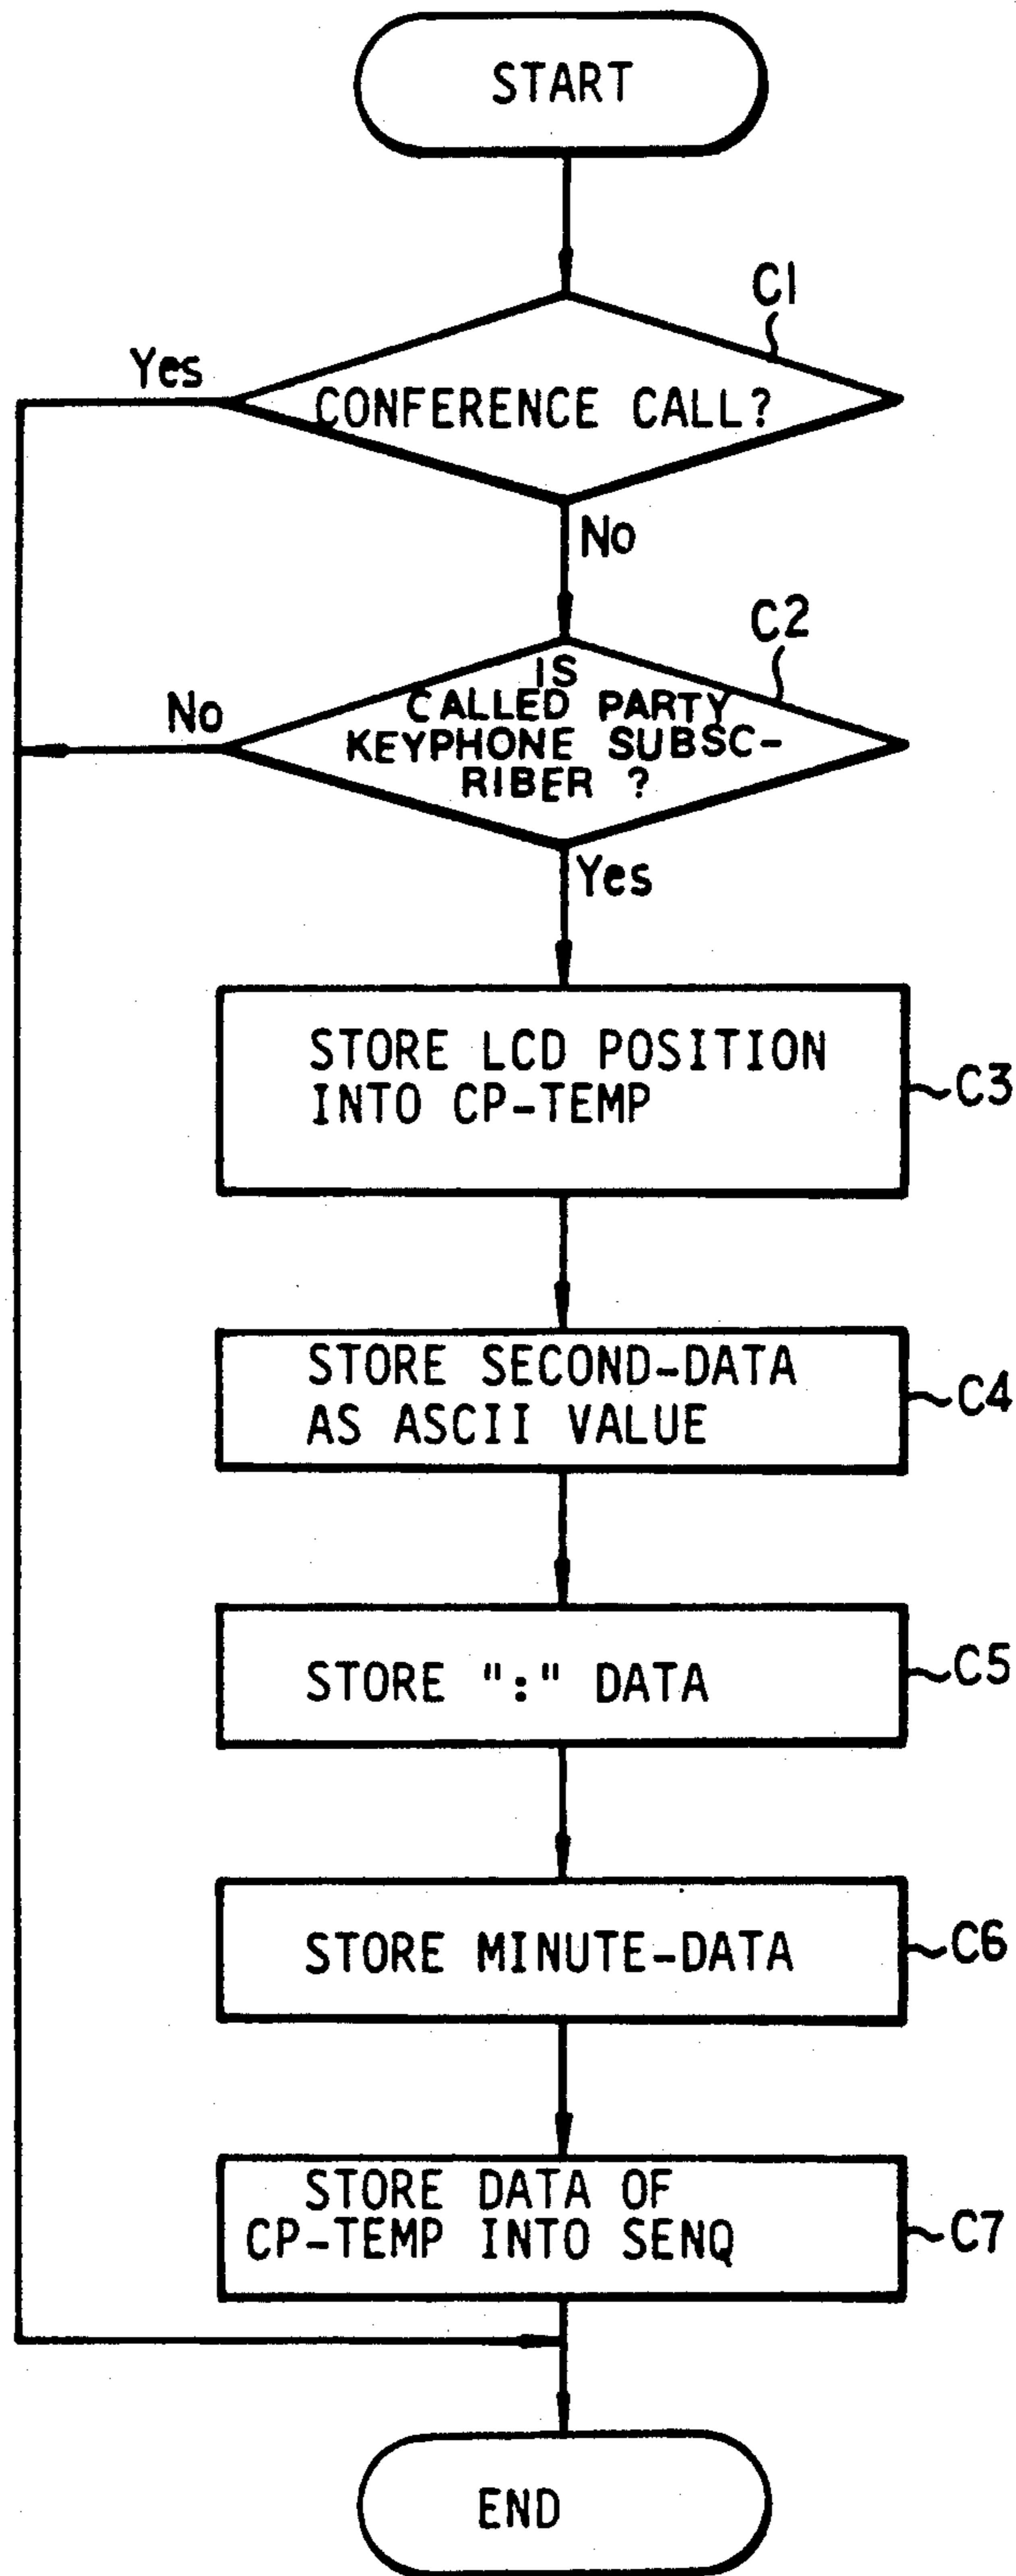 START
C1
Yes
CONFERENCE CALL?
No
C2
IS
CALLED PARTY
KEYPHONE SUBSC-
RIBER ?
No
Yes
STORE LCD POSITION
INTO CP-TEMP
C3
STORE SECOND-DATA
AS ASCII VALUE
C4
STORE ":" DATA
C5
STORE MINUTE-DATA
C6
STORE DATA OF
CP-TEMP INTO SENQ
C7
END